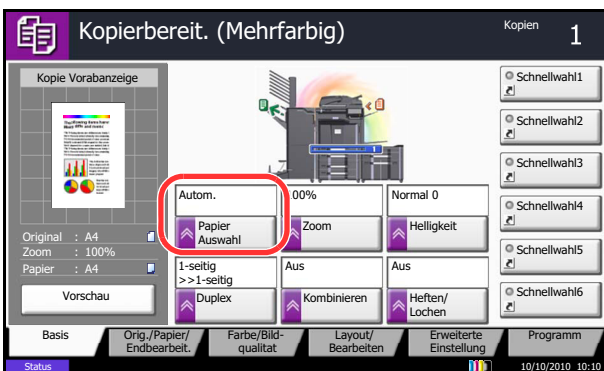 Kopierbereit. (Mehrfarbig)
Kopien
1
Kopie Vorabanzeige
Original : A4
Zoom : 100%
Papier : A4
Vorschau
Autom.
Papier
Auswahl
100%
Zoom
Normal 0
Helligkeit
1-seitig
>>1-seitig
Duplex
Aus
Kombinieren
Aus
Heften/
Lochen
Schnellwahl1
Schnellwahl2
Schnellwahl3
Schnellwahl4
Schnellwahl5
Schnellwahl6
Basis
Orig./Papier/
Endbearbeit.
Farbe/Bild-
qualitat
Layout/
Bearbeiten
Erweiterte
Einstellung
Programm
Status
10/10/2010 10:10